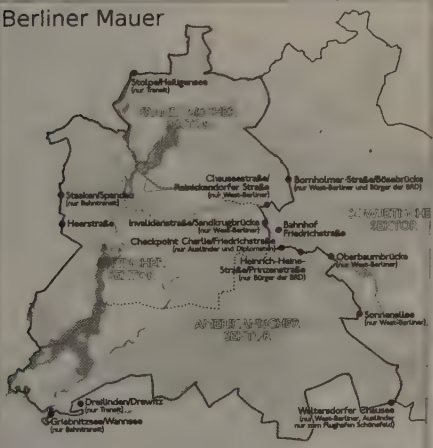 Berliner Mauer
Stolpe/Heiligensee
(nur Transit)
Chausseestraße/
Reinickendorfer Straße
(nur West-Berliner)
Bornholmer-Straße/Bösebrücke
(nur West-Berliner und Bürger der BRD)
Staaken/Spandau
(nur Bahntransit)
Heerstraße
Invalidenstraße/Sandkrugbrücke
(nur West-Berliner)
Bahnhof
Friedrichstraße
SEKTOR
Checkpoint Charlie/Friedrichstraße
(nur Ausländer und Diplomaten)
Heinrich-Heine-
Straße/Prinzenstraße
(nur Bürger der BRD)
Oberbaumbrücke
(nur West-Berliner)
SEKTOR
Sonnenallee
(nur West-Berliner)
AMERIKANISCHER
SEKTOR
Dreilinden/Drewitz
(nur Transit)
Griebnitzsee/Wannsee
(nur Bahntransit)
Waltersdorfer Chausee
(nur West-Berliner, Ausländer
nur zum Flughafen Schönefeld)